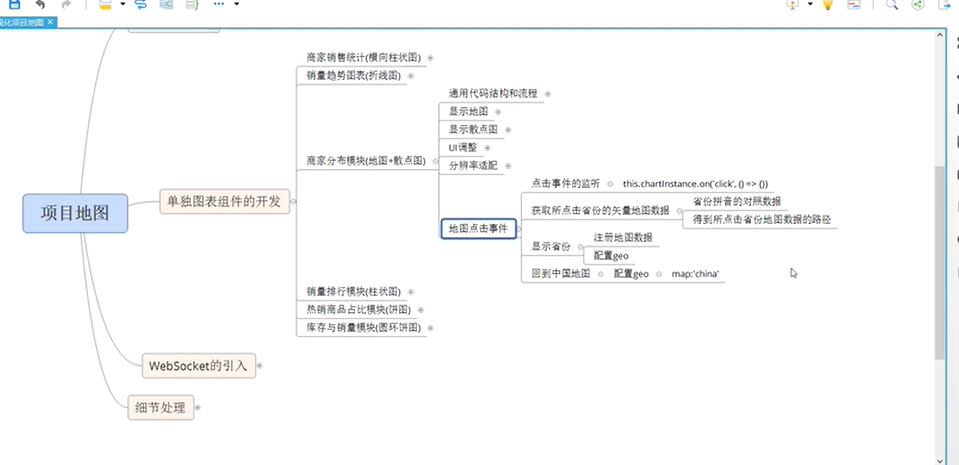 视化项目地图
商家销售统计(横向柱状图)
销量趋势图表(折线图)
通用代码结构和流程
显示地图
显示散点图
UI调整
商家分布模块(地图+散点图)
分辨率适配
点击事件的监听
this.chartInstance.on('click', () => {})
单独图表组件的开发
省份拼音的对照数据
项目地图
获取所点击省份的矢量地图数据
得到所点击省份地图数据的路径
地图点击事件
注册地图数据
显示省份
配置geo
回到中国地图
配置geo
map:'china'
销量排行模块(柱状图)
热销商品占比模块(饼图)
库存与销量模块(圆环饼图)
WebSocket的引入
细节处理